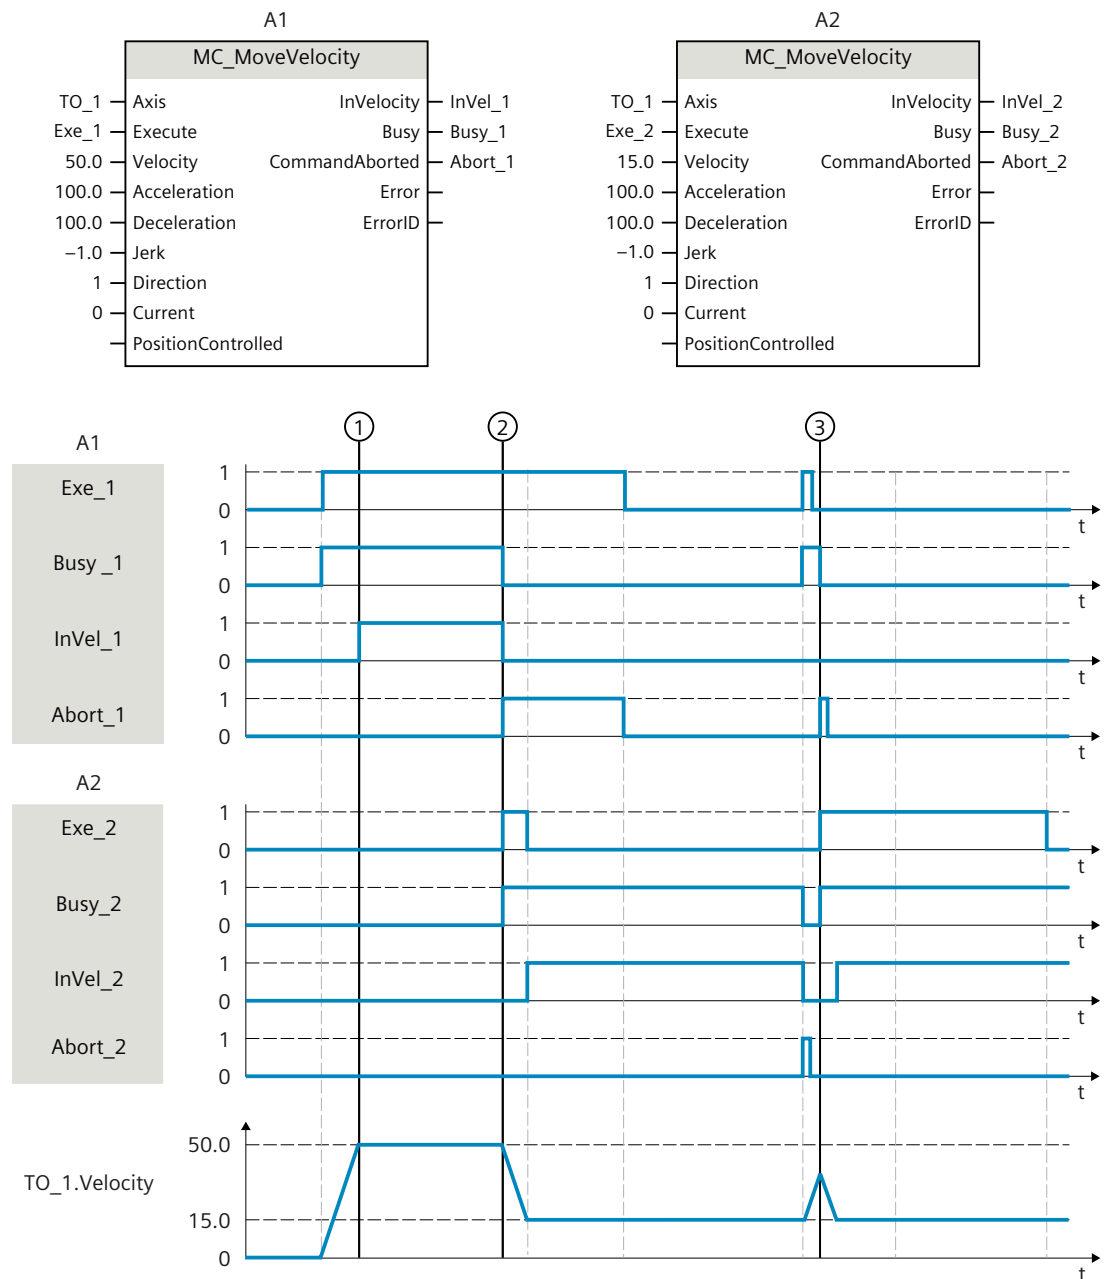 A1 A2
MC_MoveVelocity MC_MoveVelocity
TO_1 Axis InVelocity InVel_1 TO_1 Axis InVelocity InVel_2
Exe_1 Execute Busy Busy_1 Exe_2 Execute Busy Busy_2
50.0 Velocity CommandAborted Abort_1 15.0 Velocity CommandAborted Abort_2
100.0 Acceleration Error 100.0 Acceleration Error
100.0 Deceleration ErrorID 100.0 Deceleration ErrorID
−1.0 Jerk −1.0 Jerk
1 Direction 1 Direction
0 Current 0 Current
PositionControlled PositionControlled
1 2 3
A1
1
Exe_1
0
t
1
Busy _1
0
t
1
InVel_1
0
t
1
Abort_1
0
t
A2
1
Exe_2
0
t
1
Busy_2
0
t
1
InVel_2
0
t
1
Abort_2
0
t
50.0
TO_1.Velocity
15.0
0
t